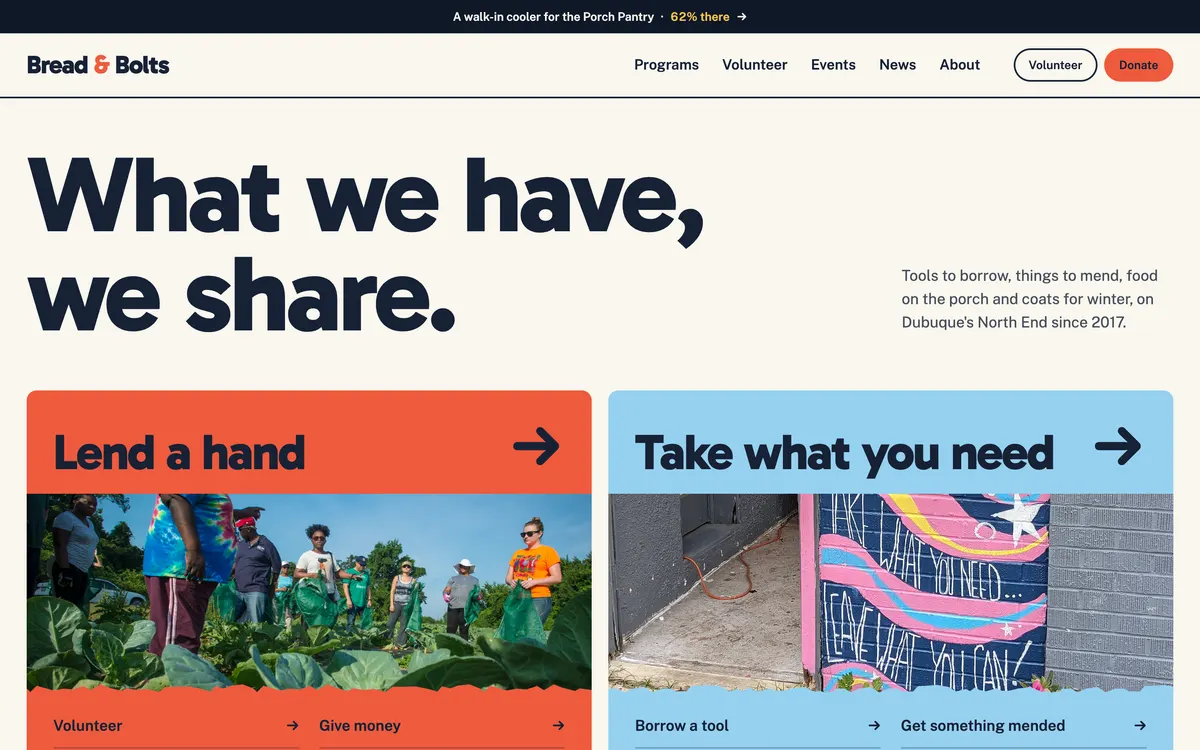 A walk-in cooler for the Porch Pantry · 62% there →
Bread & Bolts
Programs Volunteer Events News About Volunteer Donate
What we have,
we share.
Tools to borrow, things to mend, food
on the porch and coats for winter, on
Dubuque's North End since 2017.
Lend a hand →
Take what you need →
TAKE WHAT YOU NEED...
LEAVE WHAT YOU CAN!
Volunteer → Give money →
Borrow a tool → Get something mended →